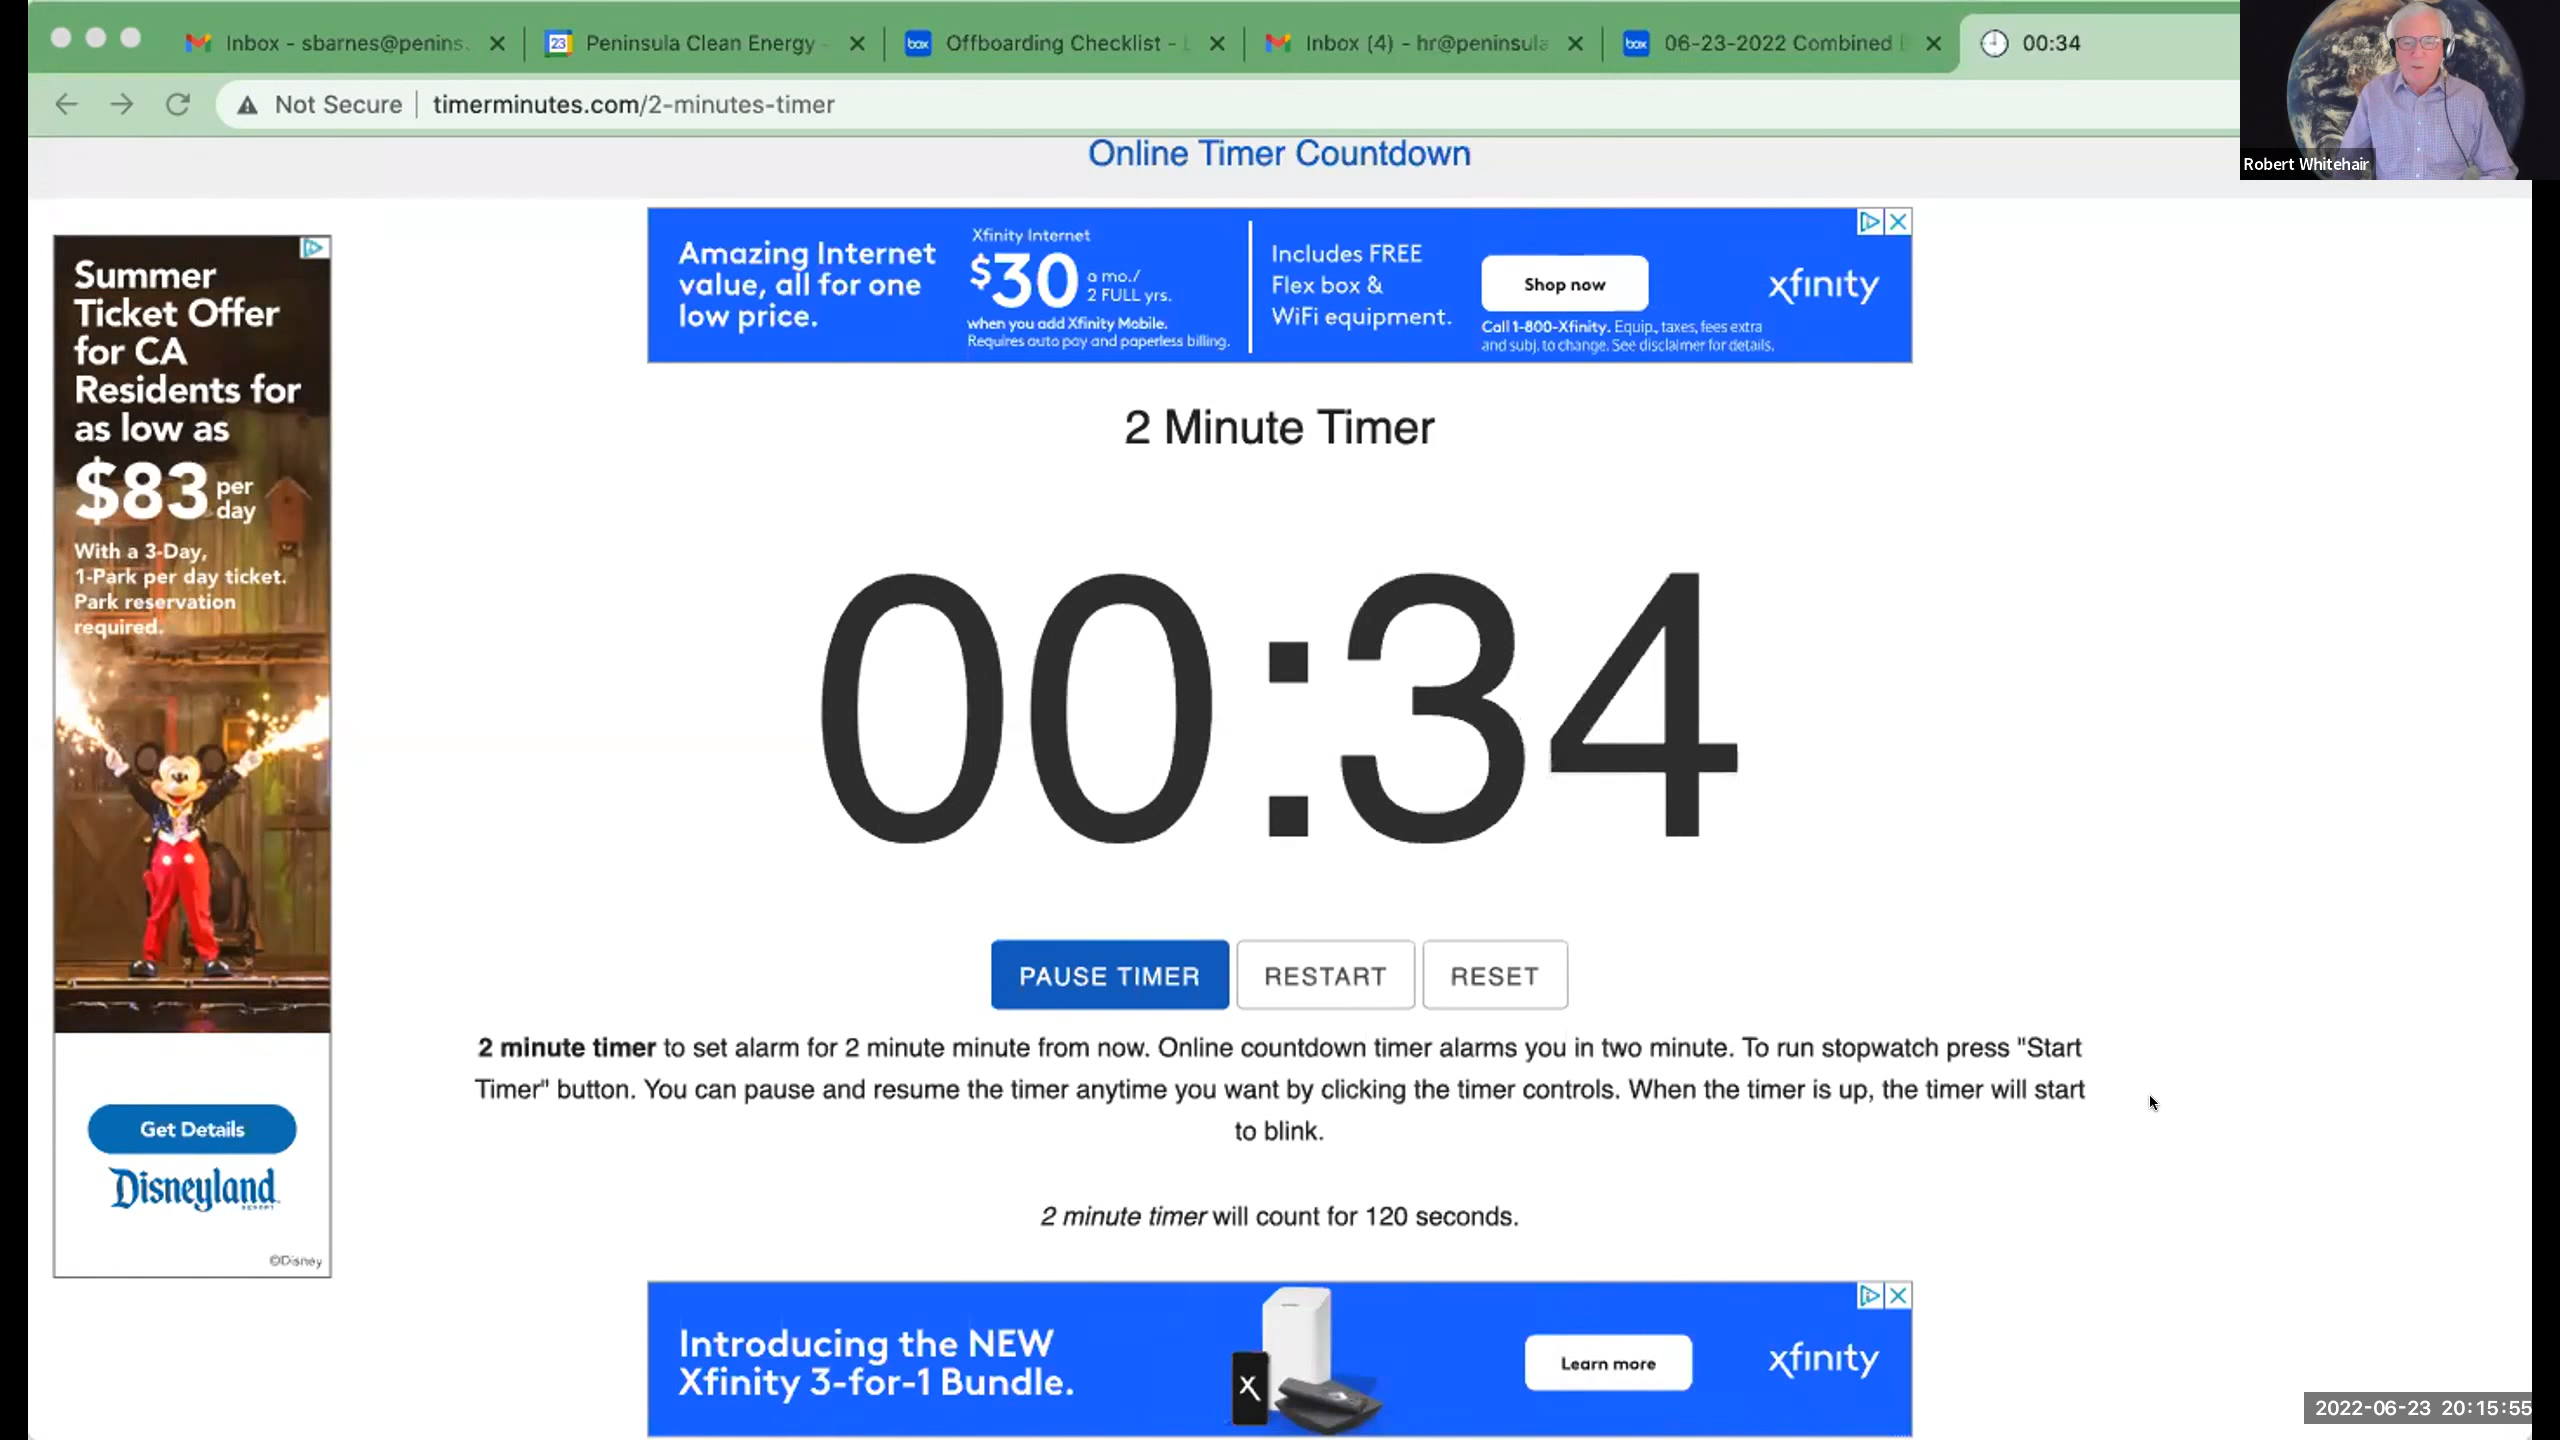 Inbox - sbarnes@penins
Peninsula Clean Energy -
Offboarding Checklist -
Inbox (4) - hr@peninsula
06-23-2022 Combined
00:34
Not Secure
timerminutes.com/2-minutes-timer
Robert Whitehair
Online Timer Countdown
Amazing Internet
value, all for one
low price.
Xfinity Internet
$30 a mo./
2 FULL yrs.
when you add Xfinity Mobile.
Requires auto pay and paperless billing.
Includes FREE
Flex box &
WiFi equipment.
Shop now
Call 1-800-Xfinity. Equip., taxes, fees extra
and subj. to change. See disclaimer for details.
xfinity
Summer
Ticket Offer
for CA
Residents for
as low as
$83 per
day
With a 3-Day,
1-Park per day ticket.
Park reservation
required.
Get Details
Disneyland
RESORT
©Disney
2 Minute Timer
00:34
PAUSE TIMER
RESTART
RESET
2 minute timer to set alarm for 2 minute minute from now. Online countdown timer alarms you in two minute. To run stopwatch press "Start
Timer" button. You can pause and resume the timer anytime you want by clicking the timer controls. When the timer is up, the timer will start
to blink.
2 minute timer will count for 120 seconds.
Introducing the NEW
Xfinity 3-for-1 Bundle.
X
Learn more
xfinity
2022-06-23 20:15:55